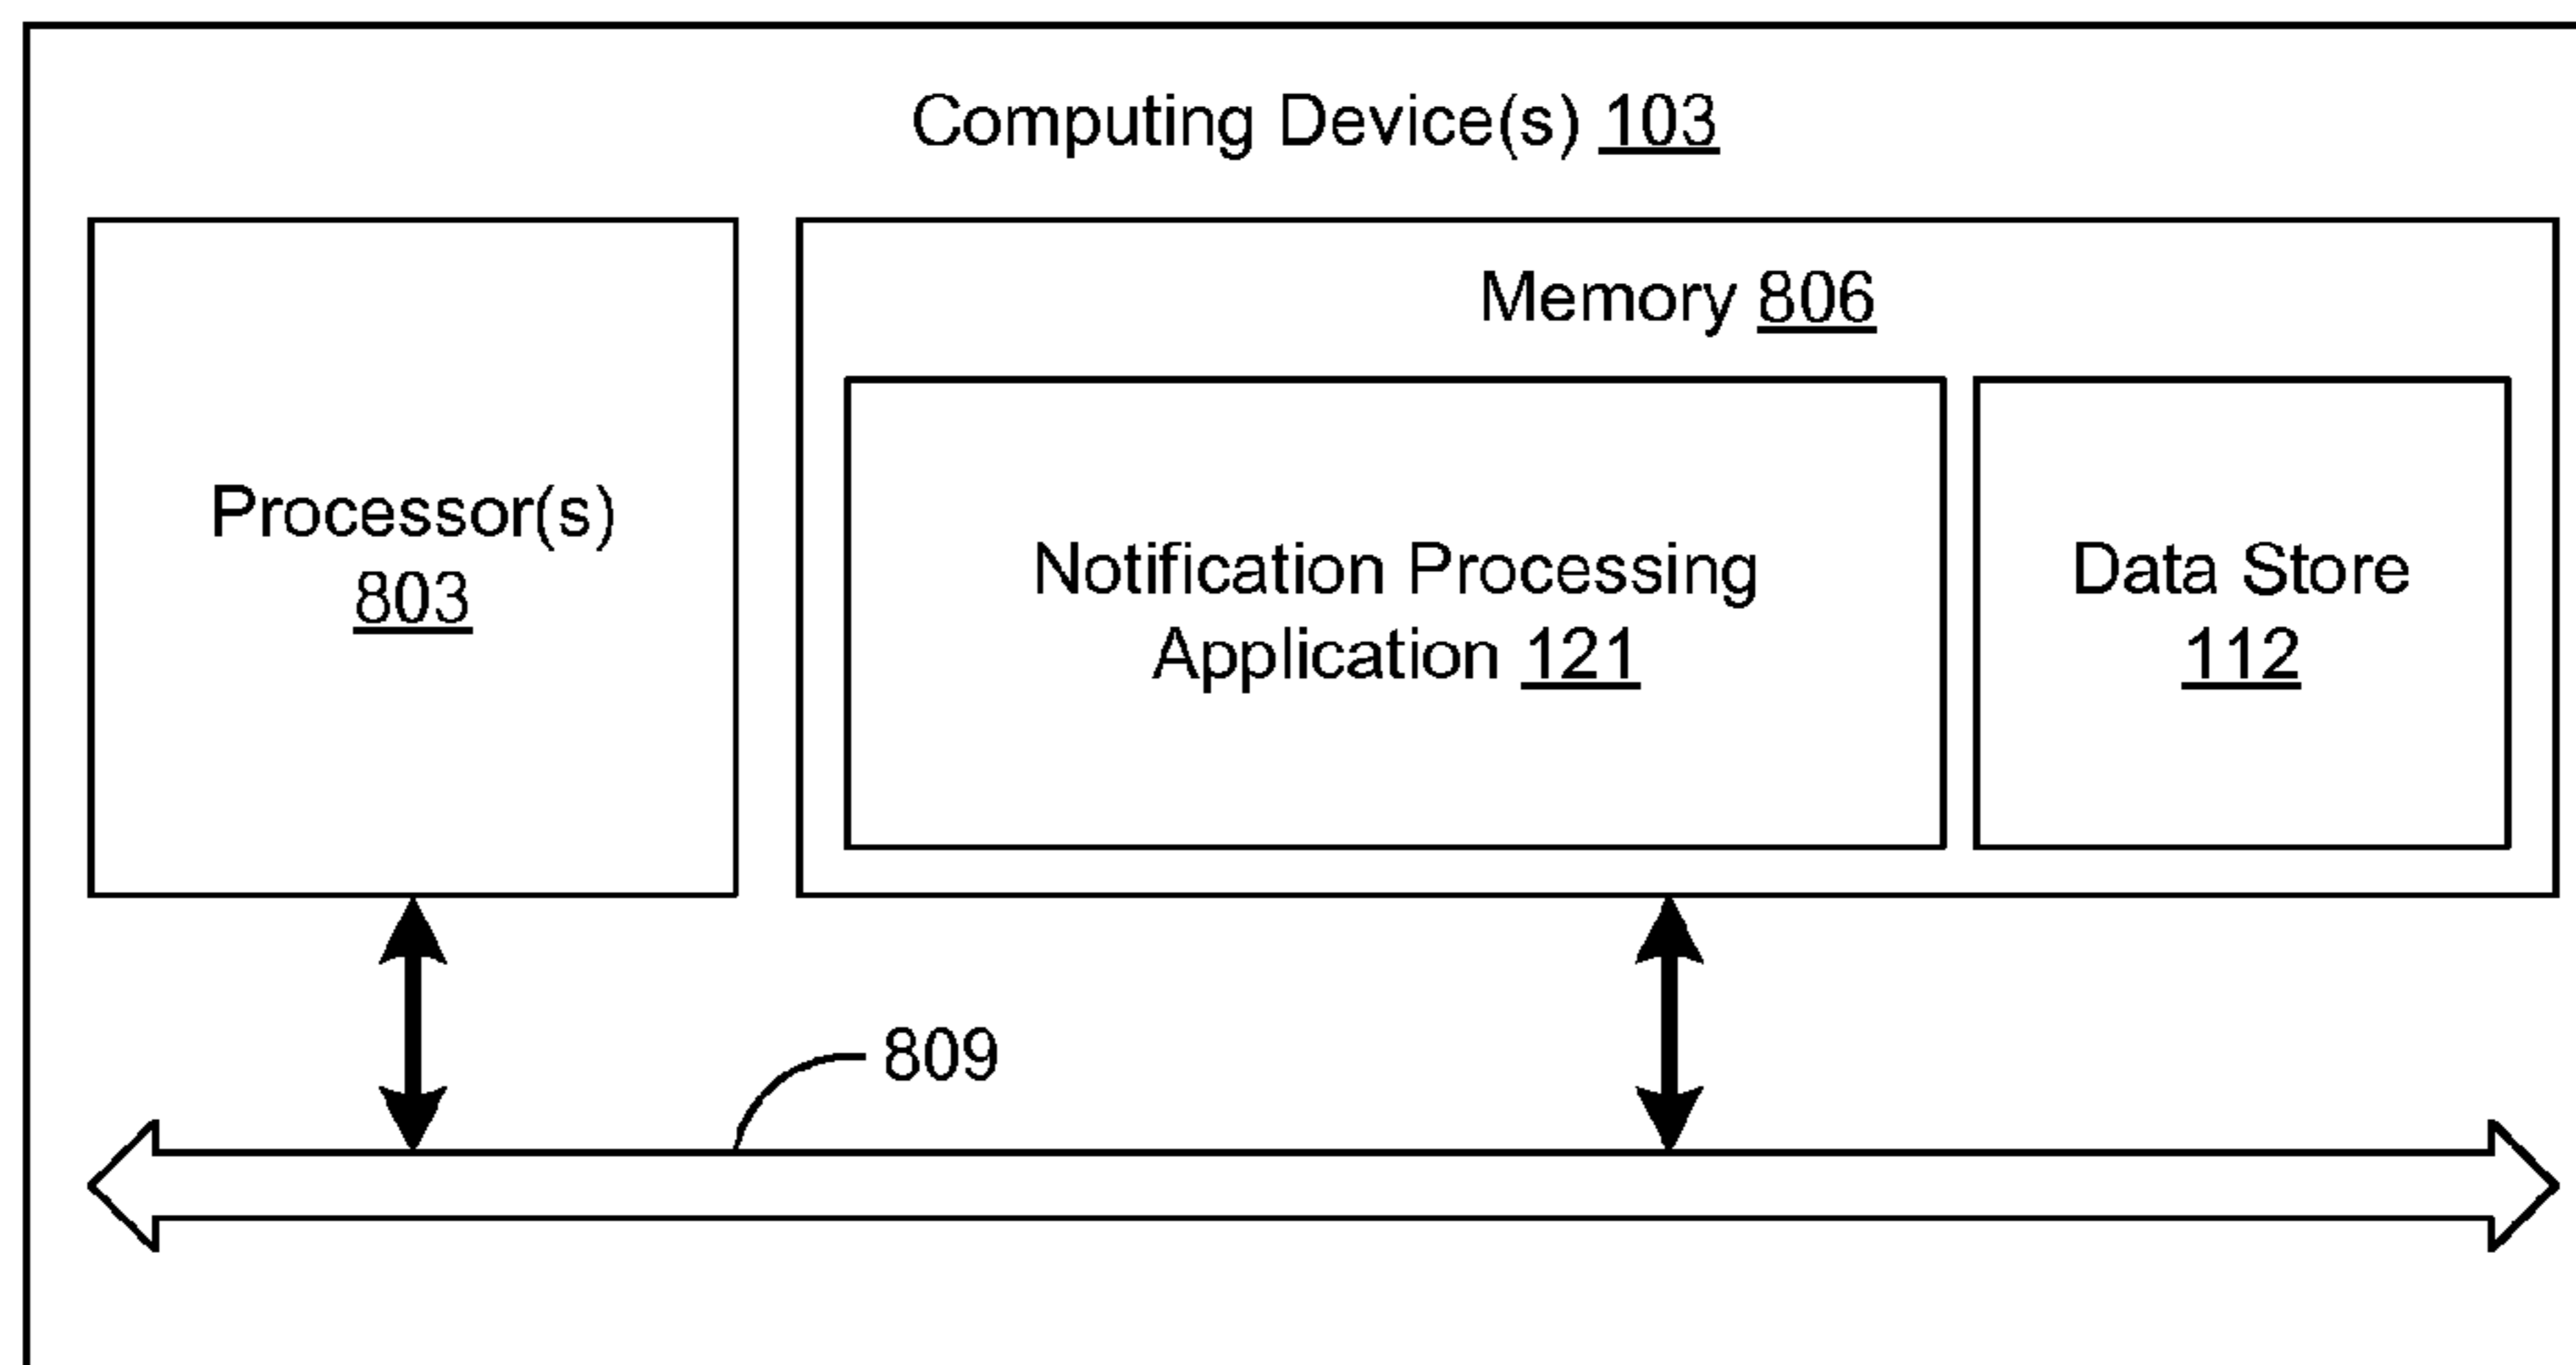 Computing Device(s) 103
Memory 806
Processor(s)
803
Notification Processing
Application 121
Data Store
112
809